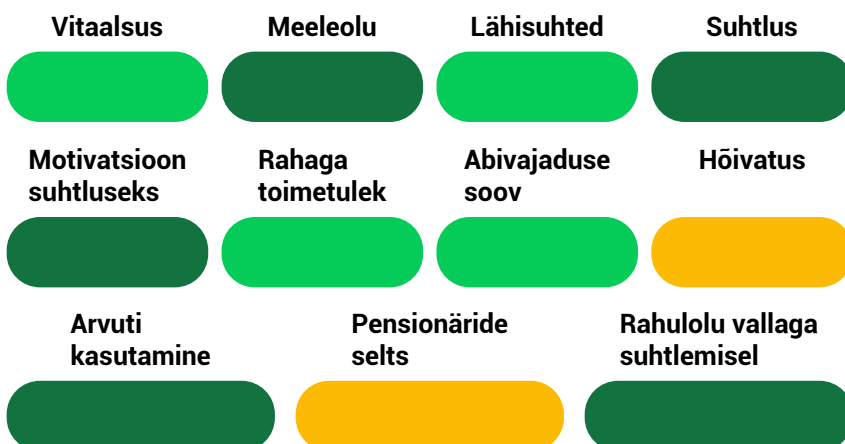 Vitaalsus
Meeleolu
Lähisuhted
Suhtlus
Motivatsioon
suhtluseks
Rahaga
toimetulek
Abivajaduse
soov
Hõivatus
Arvuti
kasutamine
Pensionäride
selts
Rahulolu vallaga
suhtlemisel